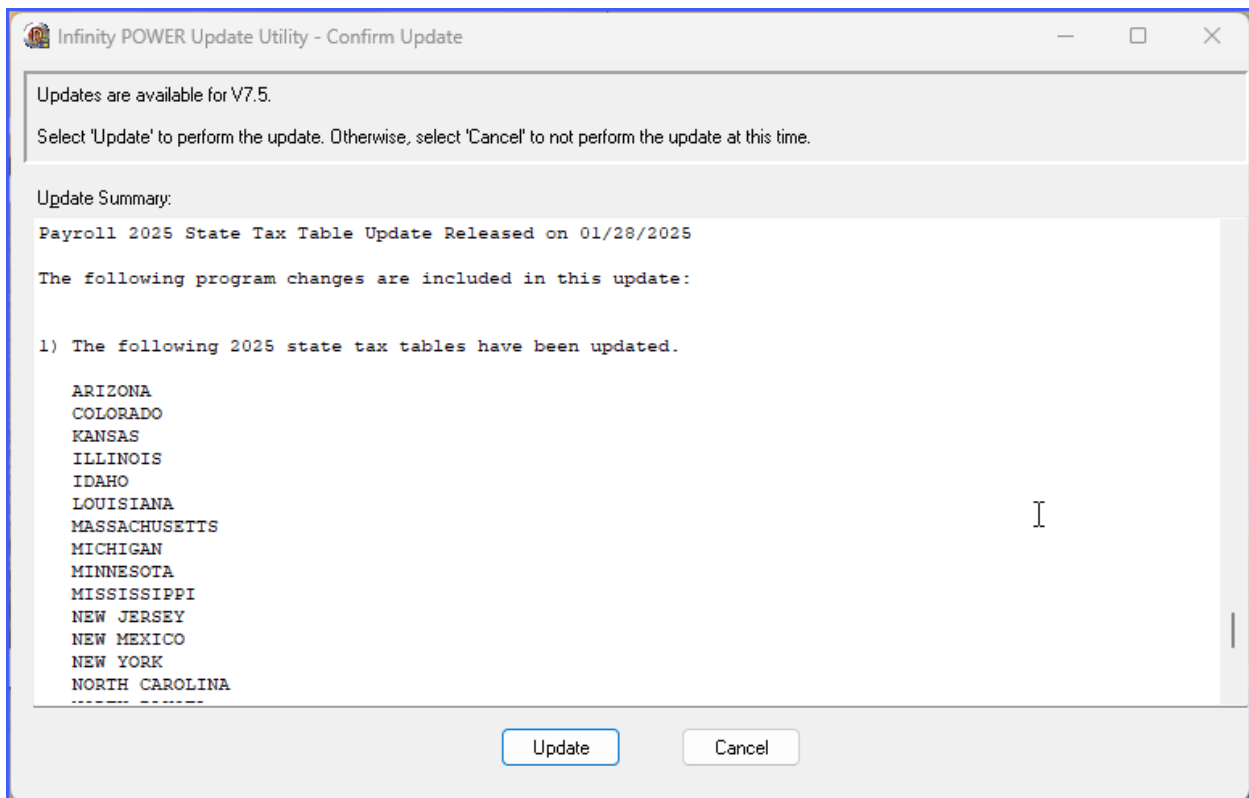 Infinity POWER Update Utility - Confirm Update
Updates are available for V7.5.
Select 'Update' to perform the update. Otherwise, select 'Cancel' to not perform the update at this time.
Update Summary:
Payroll 2025 State Tax Table Update Released on 01/28/2025
The following program changes are included in this update:
1) The following 2025 state tax tables have been updated.
ARIZONA
COLORADO
KANSAS
ILLINOIS
IDAHO
LOUISIANA
MASSACHUSETTS
MICHIGAN
MINNESOTA
MISSISSIPPI
NEW JERSEY
NEW MEXICO
NEW YORK
NORTH CAROLINA
Update
Cancel